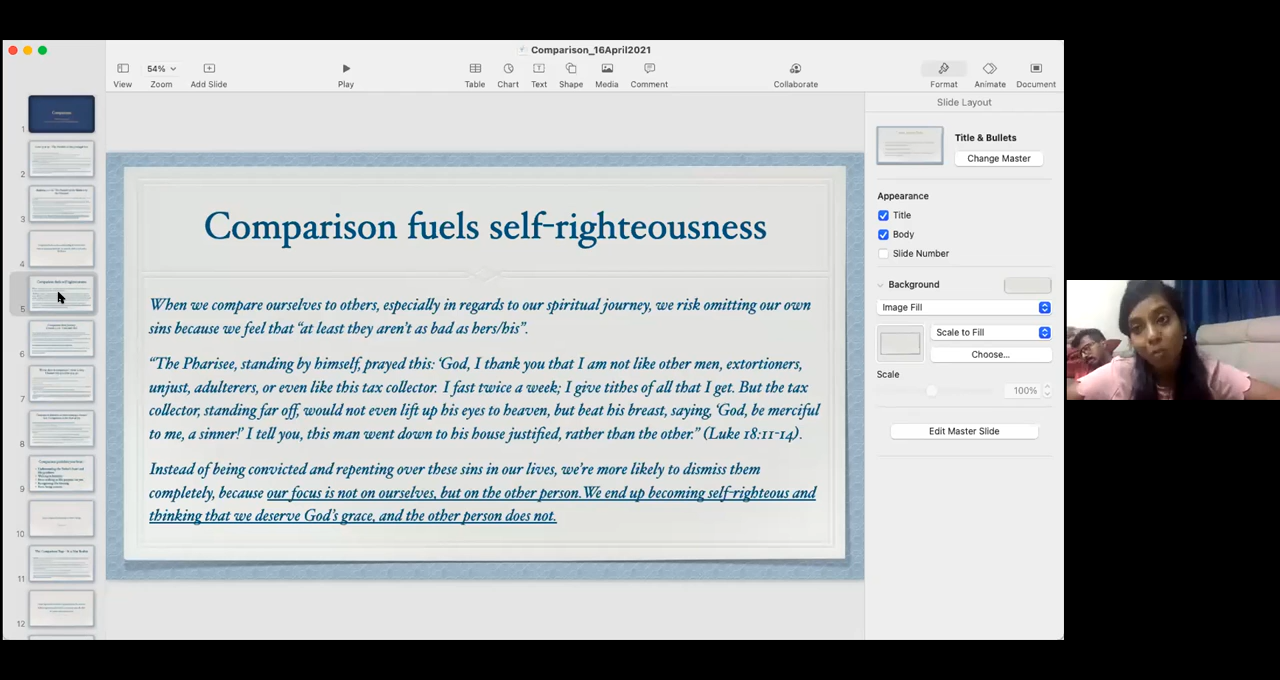 Comparison_16April2021
54%
View
Zoom
Add Slide
Play
Table
Chart
Text
Shape
Media
Comment
Collaborate
Format
Animate
Document
1
2
3
4
5
6
7
8
9
10
11
12
Comparison fuels self-righteousness
When we compare ourselves to others, especially in regards to our spiritual journey, we risk omitting our own
sins because we feel that “at least they aren’t as bad as hers/his”.
“The Pharisee, standing by himself, prayed this: ‘God, I thank you that I am not like other men, extortioners,
unjust, adulterers, or even like this tax collector. I fast twice a week; I give tithes of all that I get. But the tax
collector, standing far off, would not even lift up his eyes to heaven, but beat his breast, saying, ‘God, be merciful
to me, a sinner!’ I tell you, this man went down to his house justified, rather than the other.” (Luke 18:11-14).
Instead of being convicted and repenting over these sins in our lives, we’re more likely to dismiss them
completely, because our focus is not on ourselves, but on the other person. We end up becoming self-righteous and
thinking that we deserve God’s grace, and the other person does not.
Slide Layout
Title & Bullets
Change Master
Appearance
Title
Body
Slide Number
Background
Image Fill
Scale to Fill
Choose...
Scale
100%
Edit Master Slide